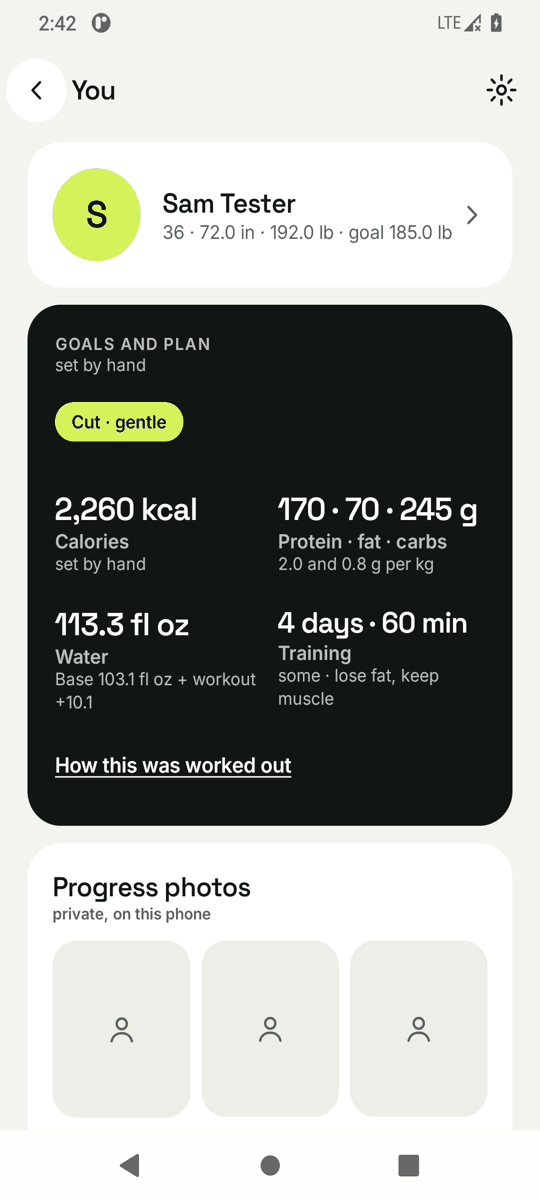 2:42
LTE
You
S
Sam Tester
36 · 72.0 in · 192.0 lb · goal 185.0 lb
GOALS AND PLAN
set by hand
Cut · gentle
2,260 kcal
Calories
set by hand
170 · 70 · 245 g
Protein · fat · carbs
2.0 and 0.8 g per kg
113.3 fl oz
Water
Base 103.1 fl oz + workout
+10.1
4 days · 60 min
Training
some · lose fat, keep
muscle
How this was worked out
Progress photos
private, on this phone